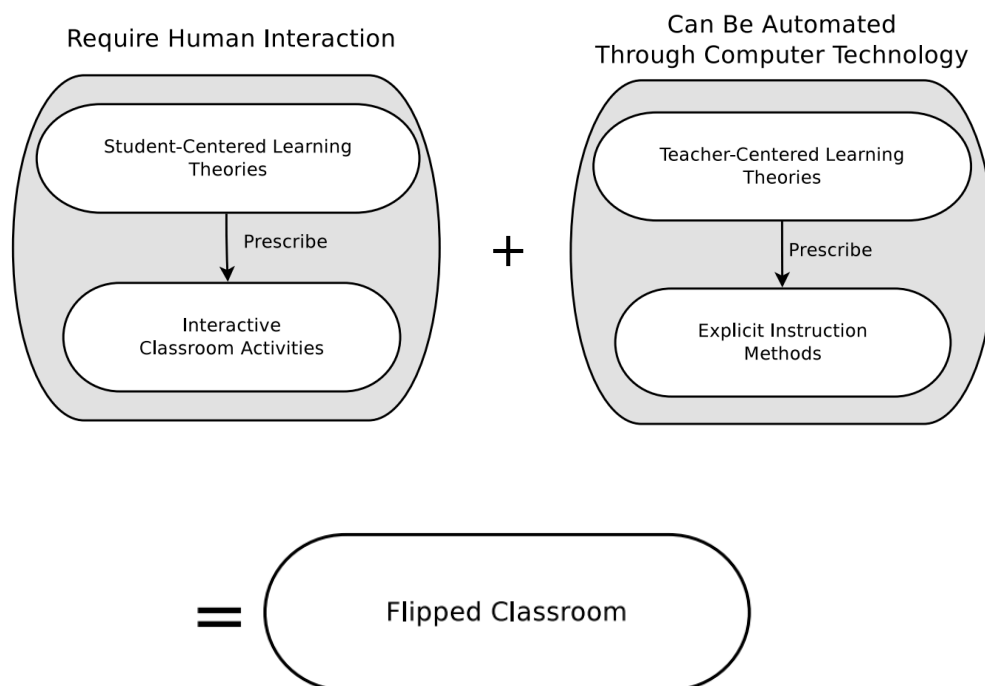 Require Human Interaction
Can Be Automated
Through Computer Technology
Student-Centered Learning
Theories
Prescribe
Interactive
Classroom Activities
+
Teacher-Centered Learning
Theories
Prescribe
Explicit Instruction
Methods
=
Flipped Classroom